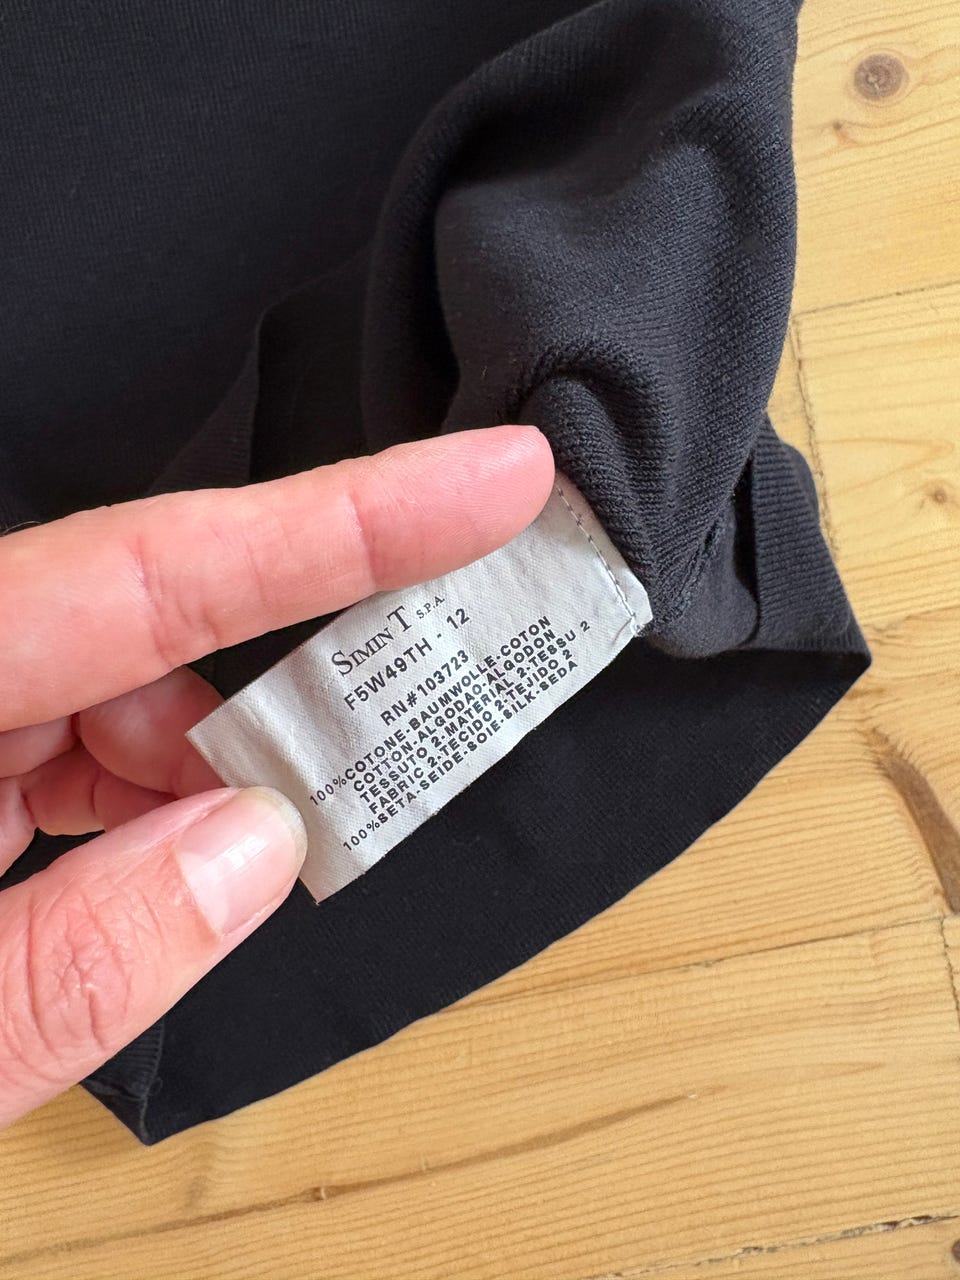 SIMINT S.P.A.
F5W49TH - 12
RN#103723
100%COTONE-BAUMWOLLE-COTON
COTTON-ALGODAO-ALGODON
TESSUTO 2-MATERIAL 2-TESSU 2
FABRIC 2-TECIDO 2-TEJIDO 2
100%SETA-SEIDE-SOIE-SILK-SEDA